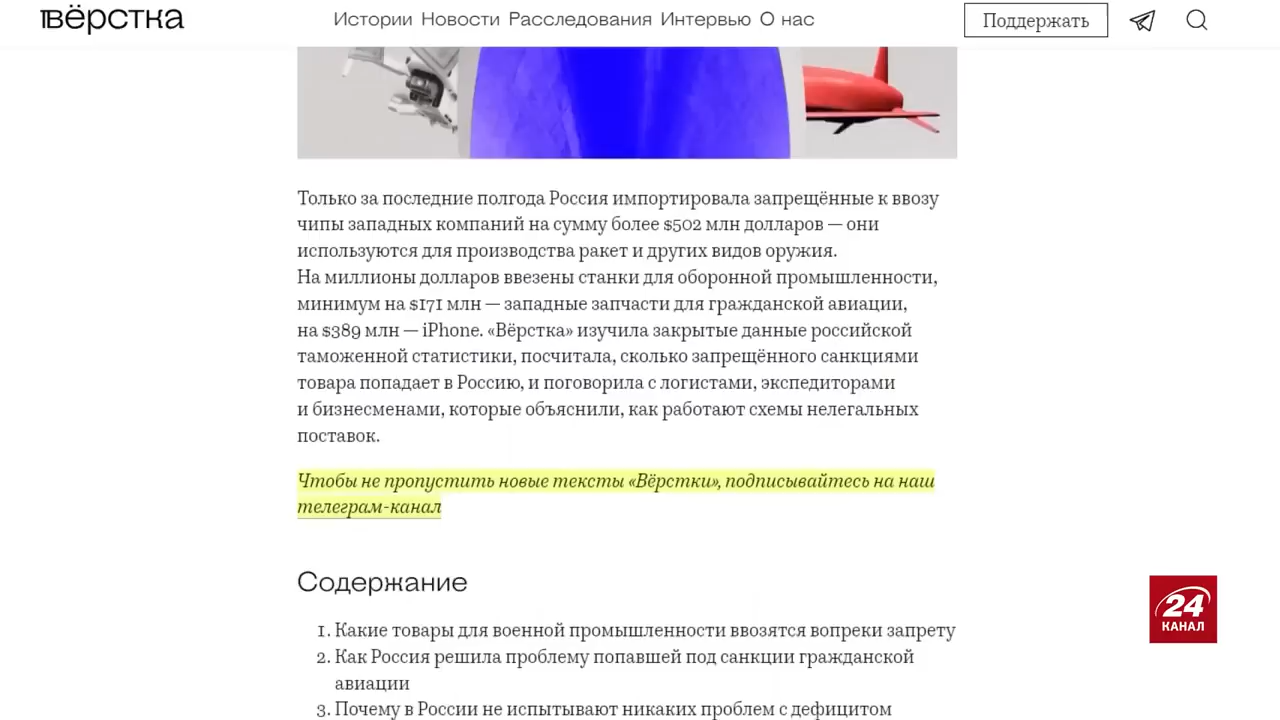 вёрстка
Истории Новости Расследования Интервью О нас
Поддержать
Только за последние полгода Россия импортировала запрещённые к ввозу
чипы западных компаний на сумму более $502 млн долларов — они
используются для производства ракет и других видов оружия.
На миллионы долларов ввезены станки для оборонной промышленности,
минимум на $171 млн — западные запчасти для гражданской авиации,
на $389 млн — iPhone. «Вёрстка» изучила закрытые данные российской
таможенной статистики, посчитала, сколько запрещённого санкциями
товара попадает в Россию, и поговорила с логистами, экспедиторами
и бизнесменами, которые объяснили, как работают схемы нелегальных
поставок.
Чтобы не пропустить новые тексты «Вёрстки», подписывайтесь на наш
телеграм-канал
Содержание
1. Какие товары для военной промышленности ввозятся вопреки запрету
2. Как Россия решила проблему попавшей под санкции гражданской
авиации
3. Почему в России не испытывают никаких проблем с дефицитом
24
КАНАЛ